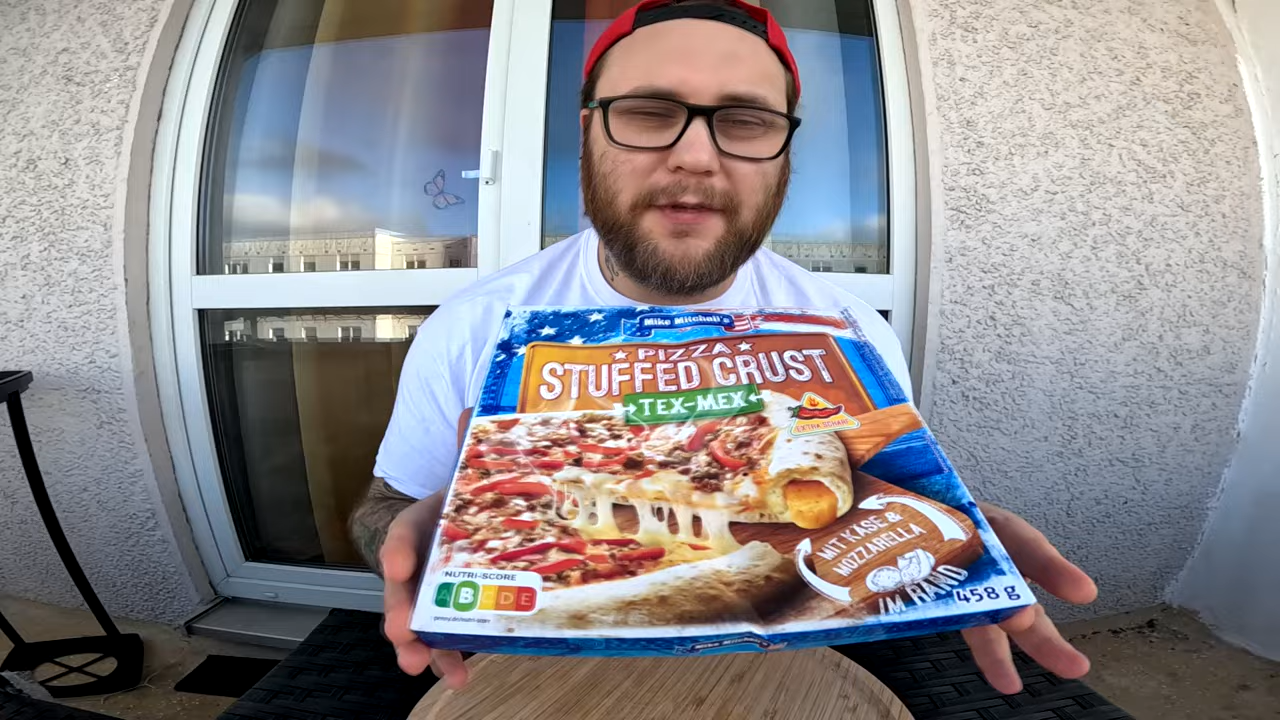 Mike Mitchell's
PIZZA
STUFFED CRUST
TEX-MEX
EXTRA SCHARF
MIT KÄSE &
MOZZARELLA
IM RAND
458 g
NUTRI-SCORE
A B C D E